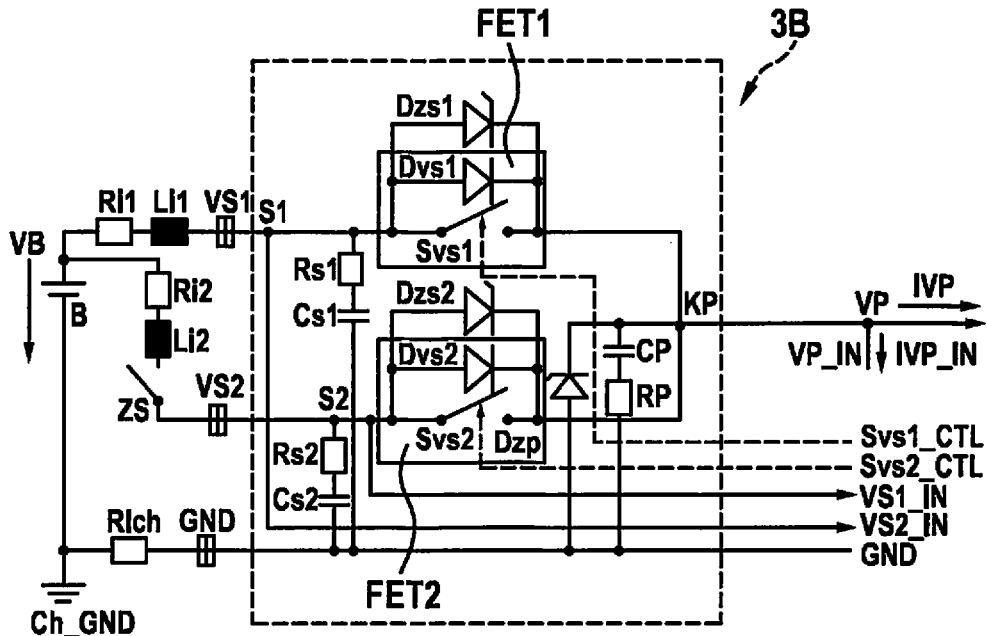 FET1
3B
Dzs1
Dvs1
Ri1 Li1 VS1 S1
Svs1
VB
Rs1
Ri2
B
Cs1
Dzs2
KP
VP IVP
Li2
Dvs2
CP
VP_IN IVP_IN
VS2
RP
ZS
S2
Svs2 Dzp
Svs1_CTL
Rs2
Svs2_CTL
Cs2
VS1_IN
RIch GND
VS2_IN
GND
FET2
Ch_GND